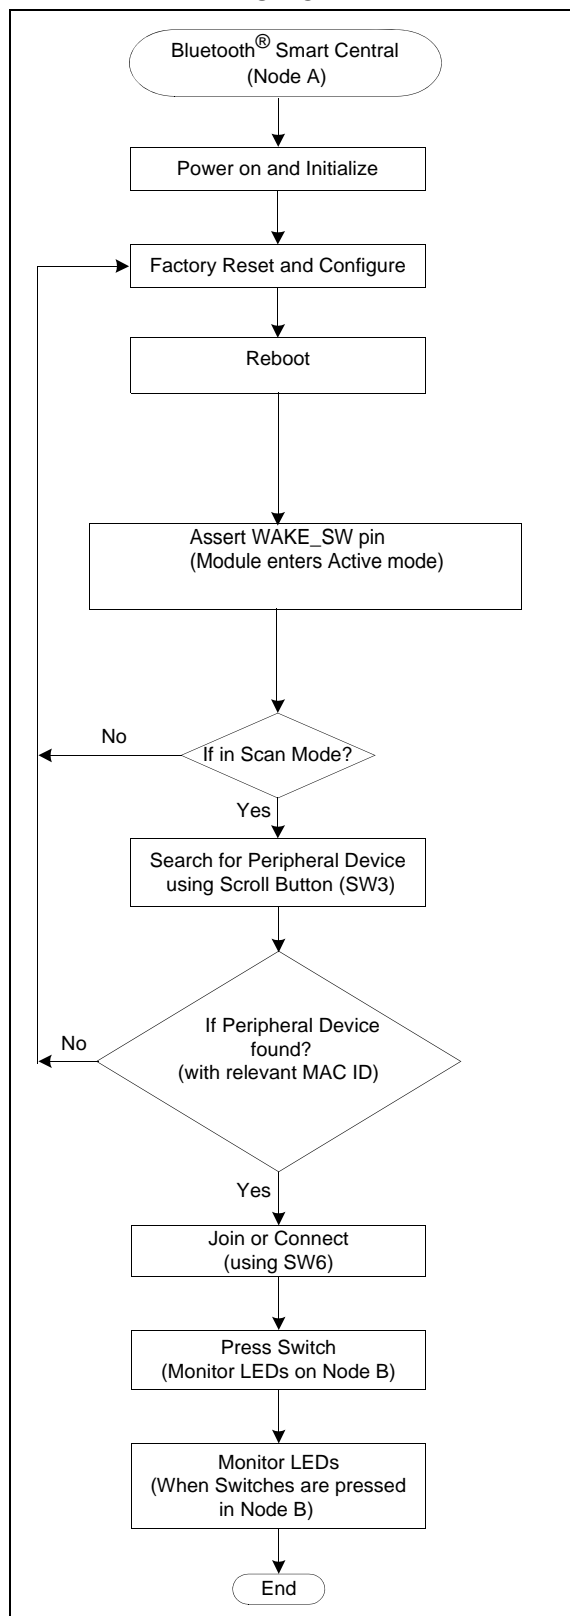 Bluetooth® Smart Central
(Node A)
Power on and Initialize
Factory Reset and Configure
Reboot
Assert WAKE_SW pin
(Module enters Active mode)
If in Scan Mode?
No
Yes
Search for Peripheral Device
using Scroll Button (SW3)
If Peripheral Device
found?
(with relevant MAC ID)
No
Yes
Join or Connect
(using SW6)
Press Switch
(Monitor LEDs on Node B)
Monitor LEDs
(When Switches are pressed
in Node B)
End